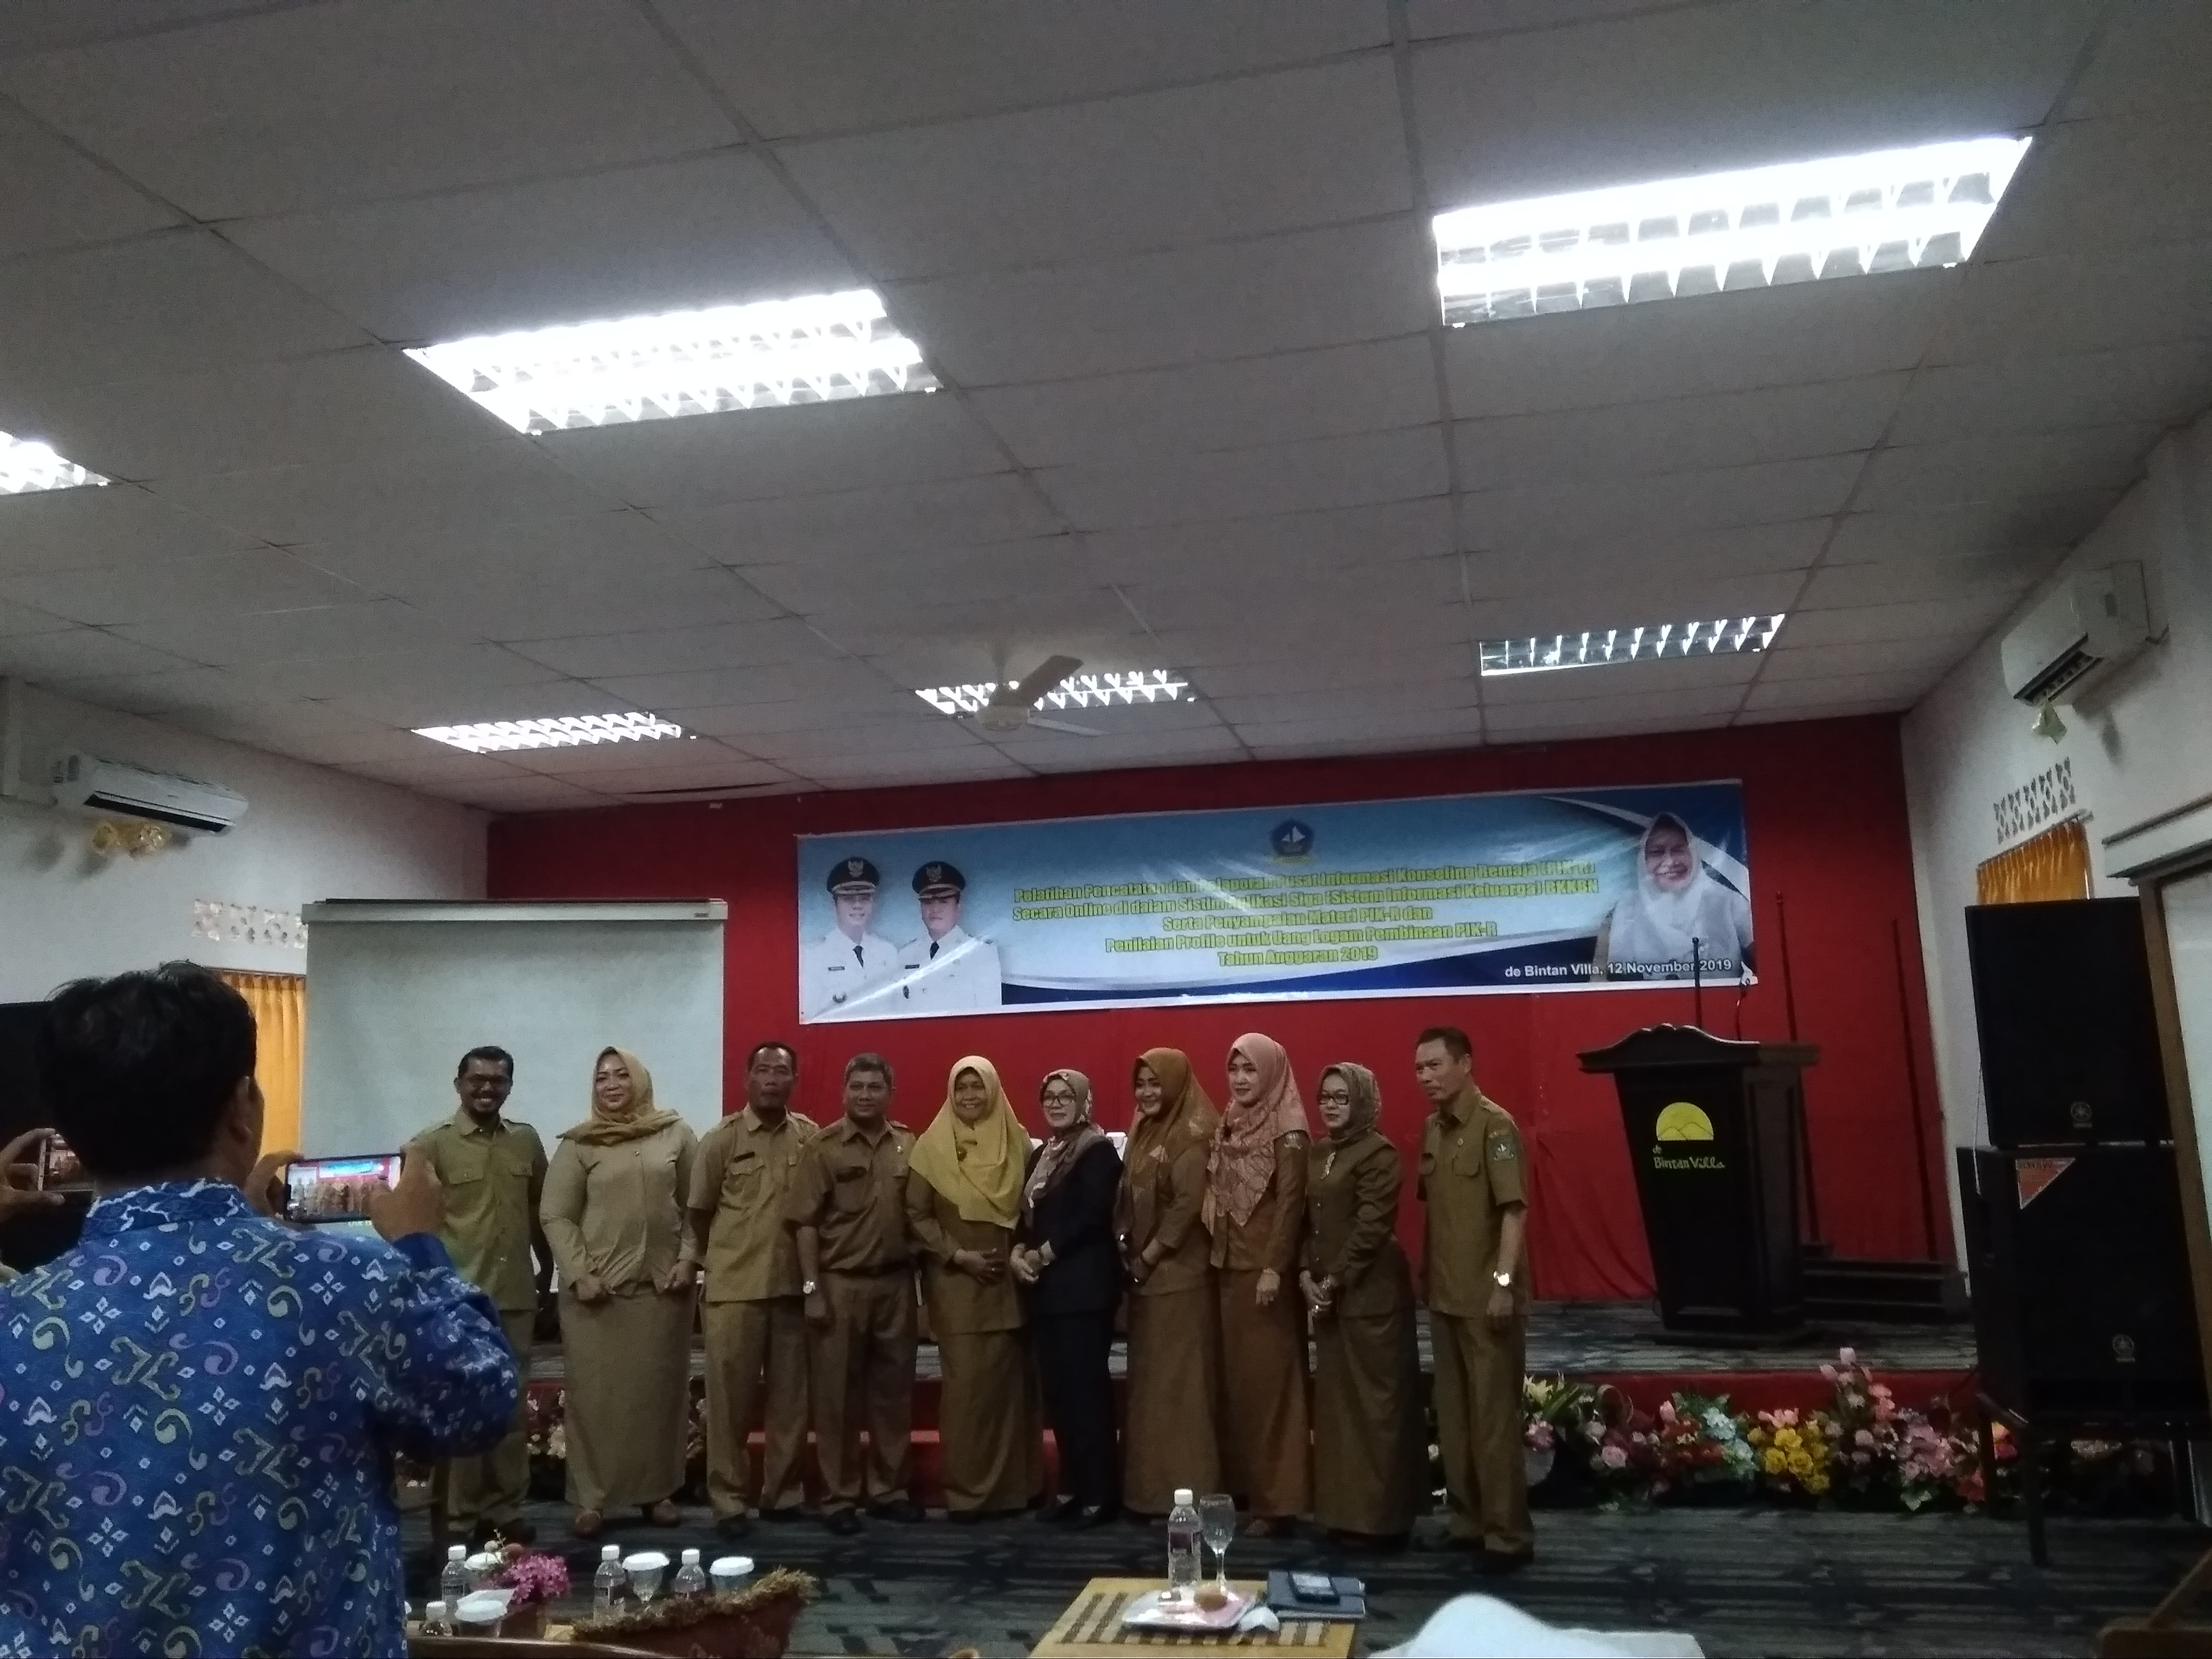 Pelatihan Pencatatan dan Pelaporan Pusat Informasi Konseling Remaja (PIK-R)
Secara Online di dalam Sistim Aplikasi Siga (Sistem Informasi Keluarga) BKKBN
Serta Penyampaian Materi PIK-R dan
Penilaian Profile untuk Uang Logam Pembinaan PIK-R
Tahun Anggaran 2019
de Bintan Villa, 12 November 2019
de
Bintan Villa